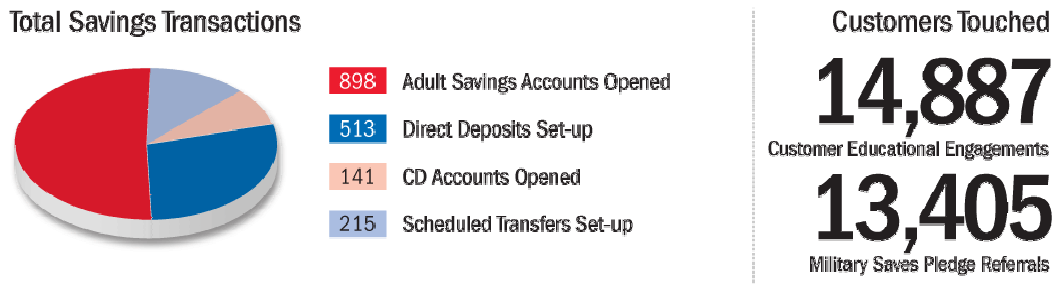 Total Savings Transactions
898 Adult Savings Accounts Opened
513 Direct Deposits Set-up
141 CD Accounts Opened
215 Scheduled Transfers Set-up
Customers Touched
14,887
Customer Educational Engagements
13,405
Military Saves Pledge Referrals